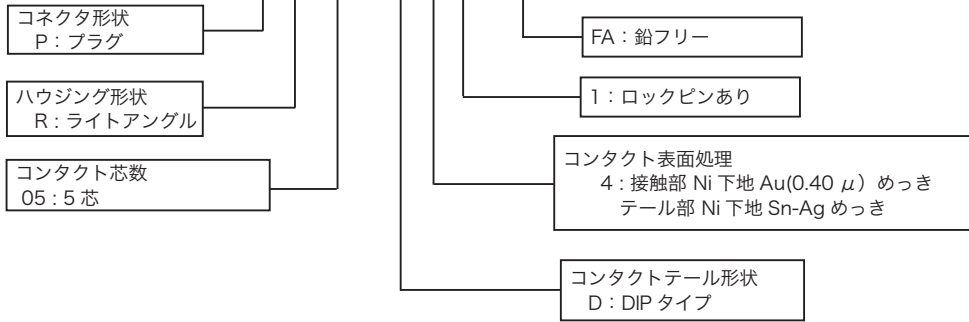 コネクタ形状
P：プラグ
ハウジング形状
R : ライトアングル
コンタクト芯数
05 : 5 芯
FA：鉛フリー
1：ロックピンあり
コンタクト表面処理
4 : 接触部 Ni 下地 Au(0.40 μ）めっき
テール部 Ni 下地 Sn-Ag めっき
コンタクトテール形状
D：DIP タイプ